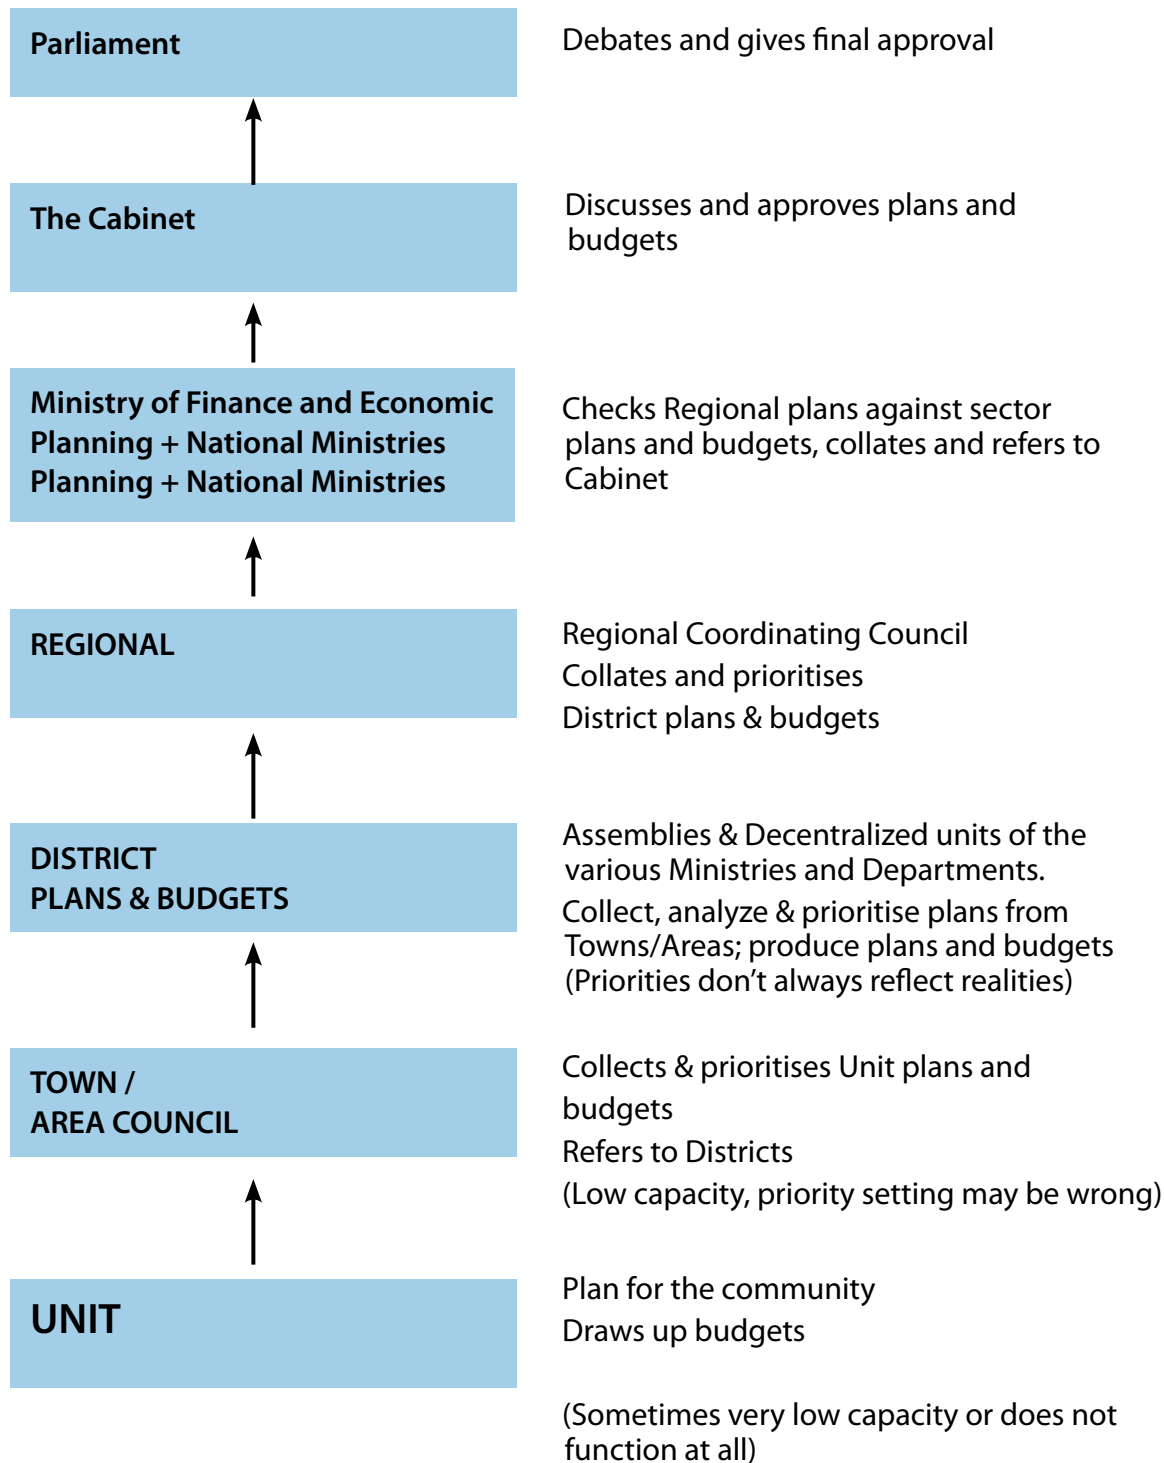 Parliament
Debates and gives final approval
The Cabinet
Discusses and approves plans and
budgets
Ministry of Finance and Economic
Planning + National Ministries
Planning + National Ministries
Checks Regional plans against sector
plans and budgets, collates and refers to
Cabinet
REGIONAL
Regional Coordinating Council
Collates and prioritises
District plans & budgets
DISTRICT
PLANS & BUDGETS
Assemblies & Decentralized units of the
various Ministries and Departments.
Collect, analyze & prioritise plans from
Towns/Areas; produce plans and budgets
(Priorities don’t always reflect realities)
TOWN /
AREA COUNCIL
Collects & prioritises Unit plans and
budgets
Refers to Districts
(Low capacity, priority setting may be wrong)
UNIT
Plan for the community
Draws up budgets
(Sometimes very low capacity or does not
function at all)